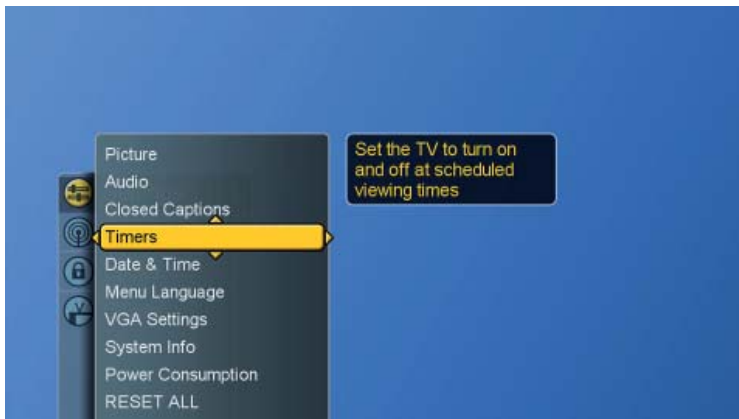 Picture
Audio
Closed Captions
Timers
Date & Time
Menu Language
VGA Settings
System Info
Power Consumption
RESET ALL
Set the TV to turn on
and off at scheduled
viewing times